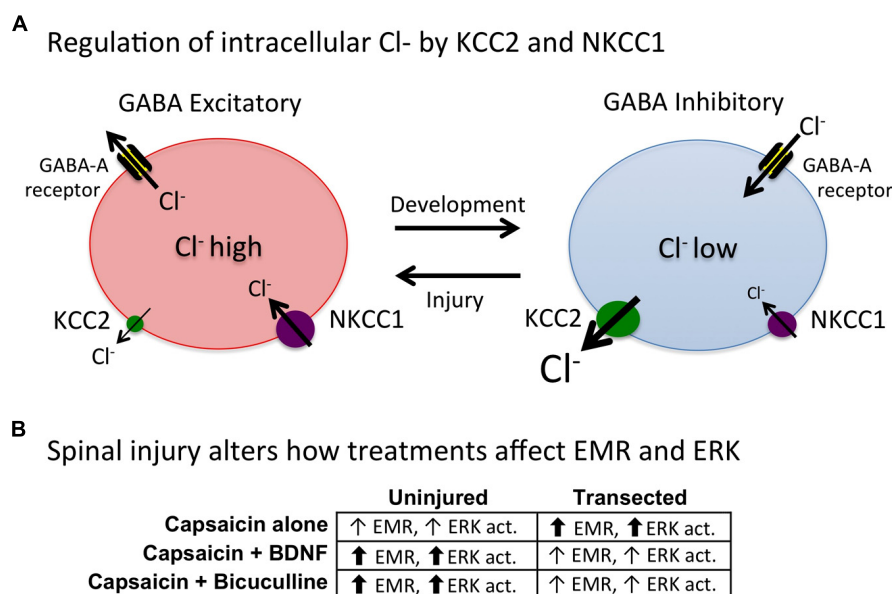 A
Regulation of intracellular Cl- by KCC2 and NKCC1
GABA Excitatory
GABA Inhibitory
GABA-A
receptor
Cl-
Cl-
GABA-A
receptor
Development
Cl- high
Cl- low
Injury
Cl-
KCC2
NKCC1
Cl-
Cl-
KCC2
NKCC1
Cl-
B
Spinal injury alters how treatments affect EMR and ERK
Uninjured Transected
Capsaicin alone ↑ EMR, ↑ ERK act. ⬆ EMR, ⬆ ERK act.
Capsaicin + BDNF ⬆ EMR, ⬆ ERK act. ↑ EMR, ↑ ERK act.
Capsaicin + Bicuculline ⬆ EMR, ⬆ ERK act. ↑ EMR, ↑ ERK act.